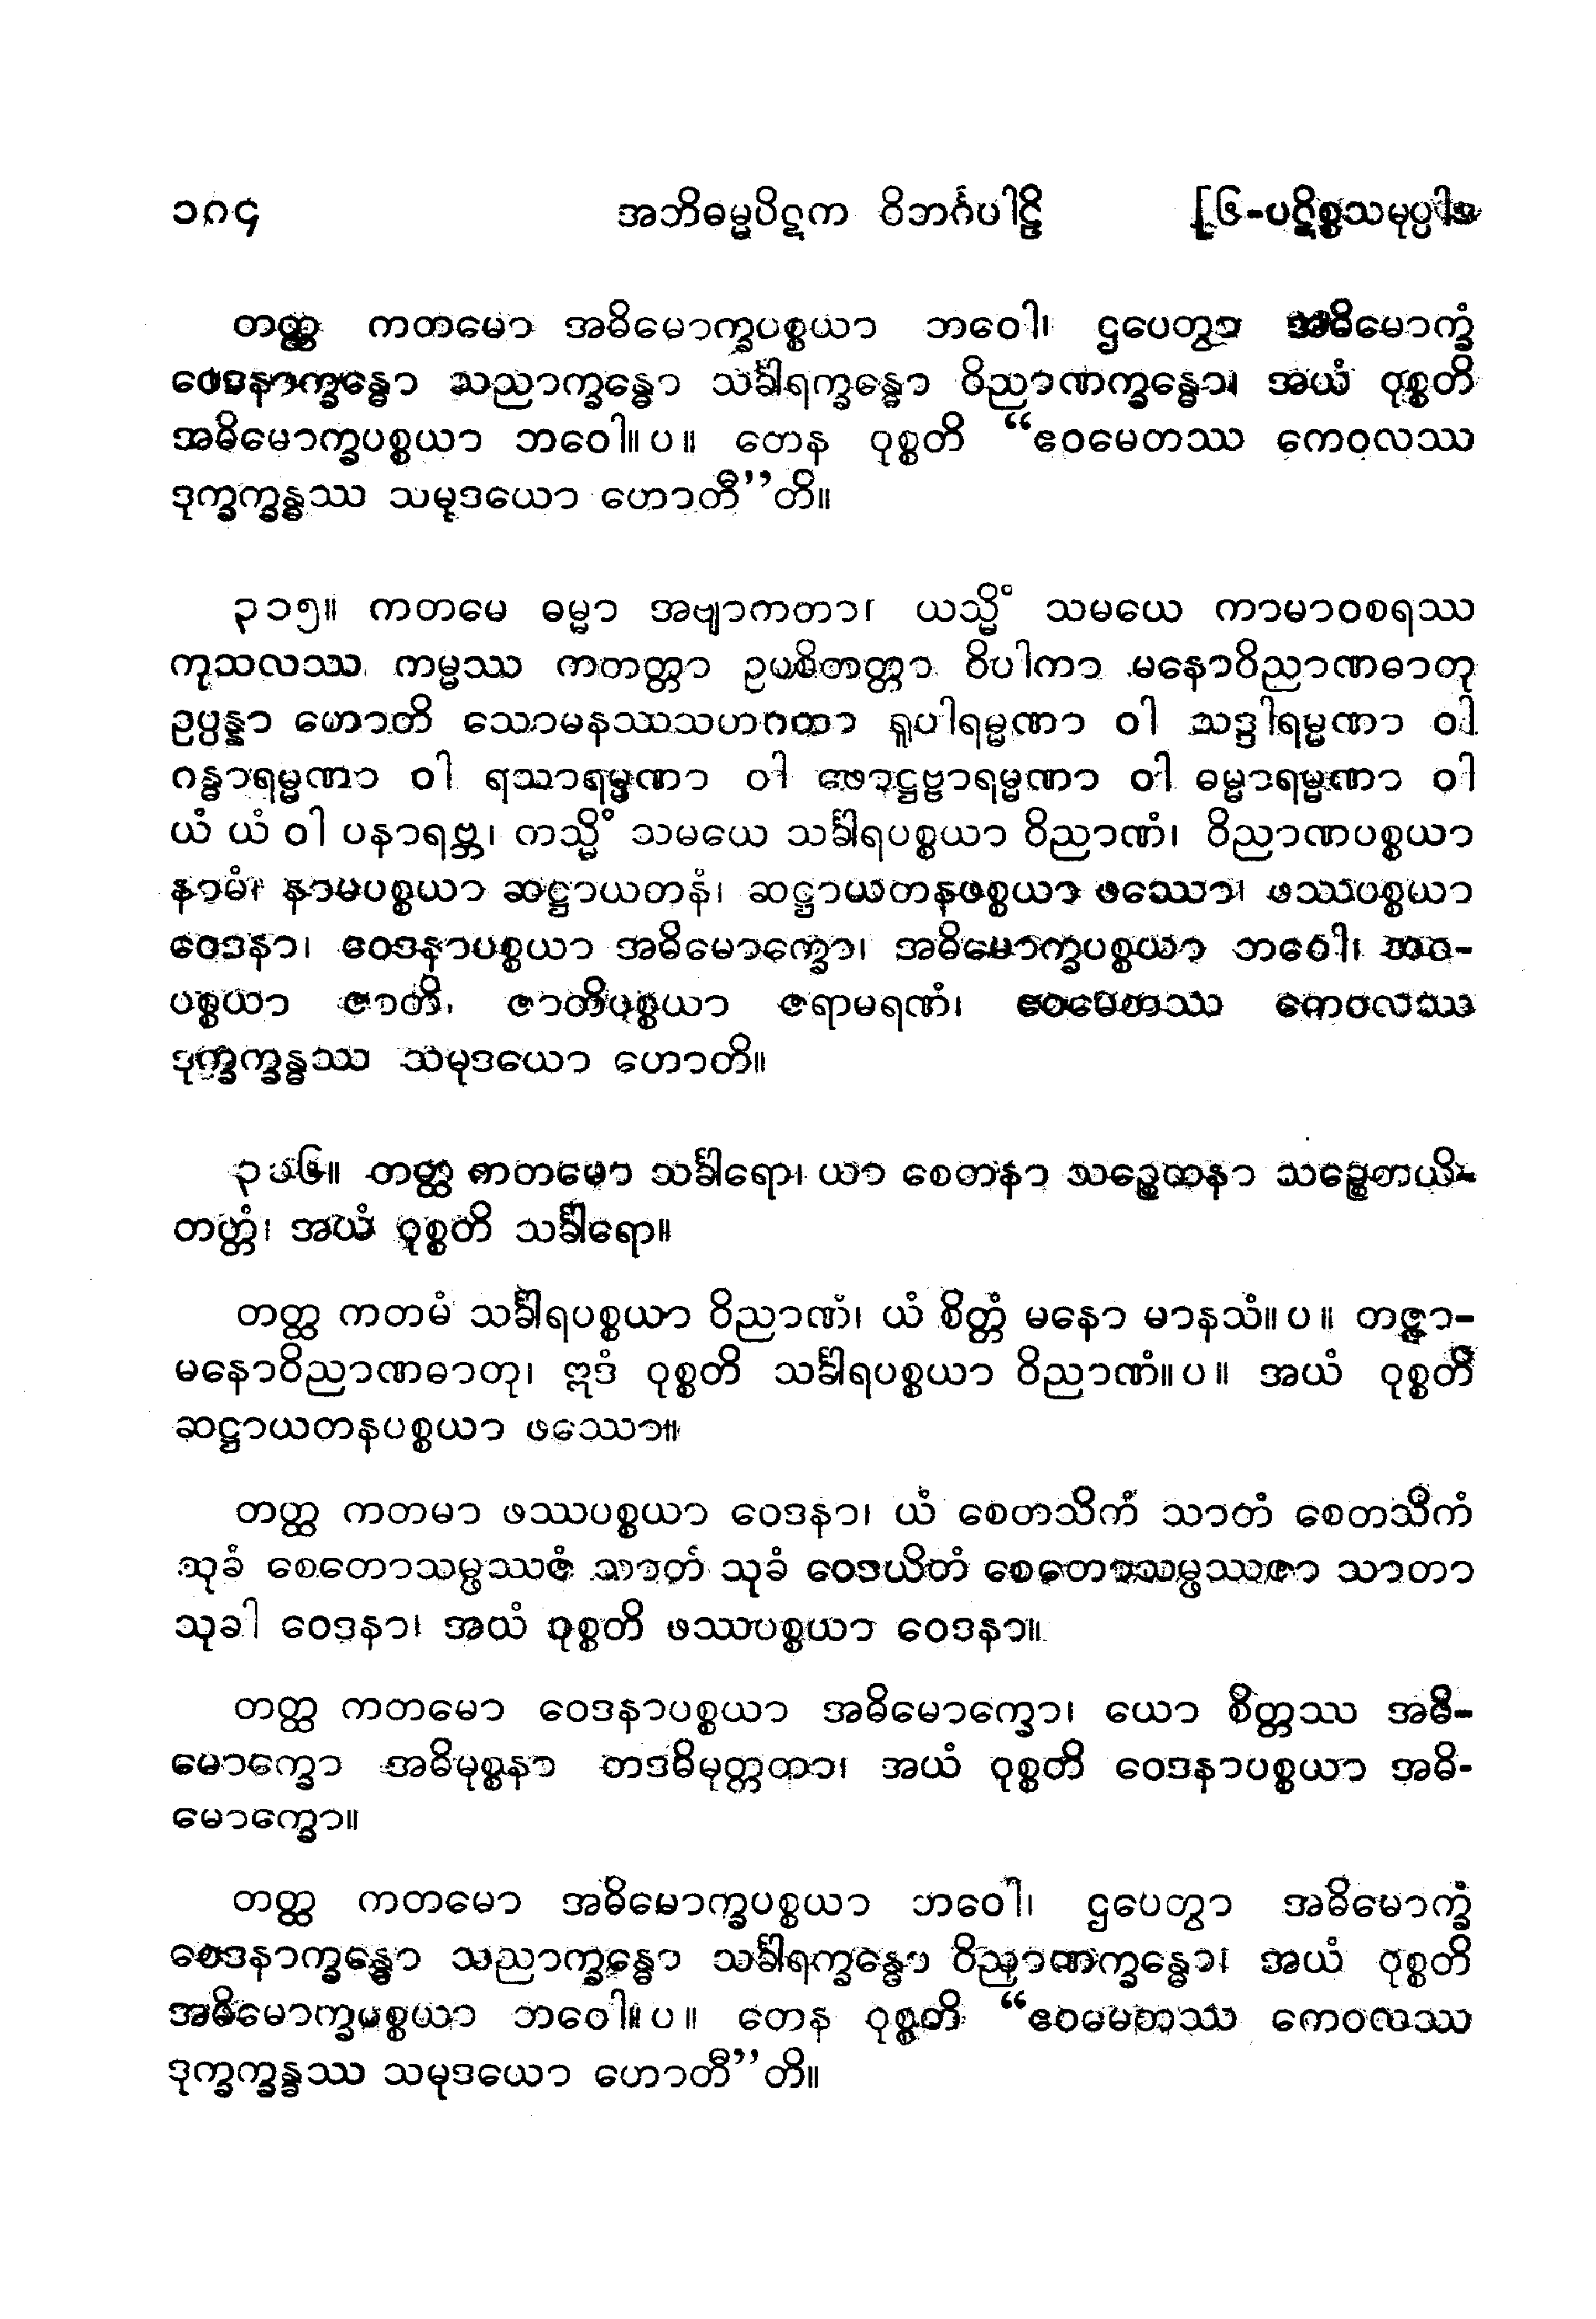 ၁၈၄ အဘိဓမ္မပိဋက ဝိဘင်္ဂပါဠိ [၆-ပဋိစ္စသမုပ္ပါဒ
တတ္ထ ကတမော အဓိမောက္ခပစ္စယာ ဘဝေါ၊ ဌပေတွာ အဓိမောက္ခံ
ဝေဒနာက္ခန္ဓော သညာက္ခန္ဓော သင်္ခါရက္ခန္ဓော ဝိညာဏက္ခန္ဓော၊ အယံ ဝုစ္စတိ
အဓိမောက္ခပစ္စယာ ဘဝေါ။ ပ။ တေန ဝုစ္စတိ “ဧဝမေတဿ ကေဝလဿ
ဒုက္ခက္ခန္ဓဿ သမုဒယော ဟောတီ’’တိ။
၃၁၅။ ကတမေ ဓမ္မာ အဗျာကတာ၊ ယသ္မိံ သမယေ ကာမာဝစရဿ
ကုသလဿ ကမ္မဿ ကတတ္တာ ဥပစိတတ္တာ ဝိပါကာ မနောဝိညာဏဓာတု
ဥပ္ပန္နာ ဟောတိ သောမနဿသဟဂတာ ရူပါရမ္မဏာ ဝါ သဒ္ဒါရမ္မဏာ ဝါ
ဂန္ဓာရမ္မဏာ ဝါ ရသာရမ္မဏာ ဝါ ဖောဋ္ဌဗ္ဗာရမ္မဏာ ဝါ ဓမ္မာရမ္မဏာ ဝါ
ယံ ယံ ဝါ ပနာရဗ္ဘ၊ တသ္မိံ သမယေ သင်္ခါရပစ္စယာ ဝိညာဏံ၊ ဝိညာဏပစ္စယာ
နာမံ၊ နာမပစ္စယာ ဆဋ္ဌာယတနံ၊ ဆဋ္ဌာယတနပစ္စယာ ဖဿော၊ ဖဿပစ္စယာ
ဝေဒနာ၊ ဝေဒနာပစ္စယာ အဓိမောက္ခော၊ အဓိမောက္ခပစ္စယာ ဘဝေါ၊ ဘဝ-
ပစ္စယာ ဇာတိ၊ ဇာတိပစ္စယာ ဇရာမရဏံ၊ ဧဝမေတဿ ကေဝလဿ
ဒုက္ခက္ခန္ဓဿ သမုဒယော ဟောတိ။
၃၁၆။ တတ္ထ ကတမော သင်္ခါရော၊ ယာ စေတနာ သဉ္စေတနာ သဉ္စေတယိ-
တတ္တံ၊ အယံ ဝုစ္စတိ သင်္ခါရော။
တတ္ထ ကတမံ သင်္ခါရပစ္စယာ ဝိညာဏံ၊ ယံ စိတ္တံ မနော မာနသံ။ ပ။ တဇ္ဇာ-
မနောဝိညာဏဓာတု၊ ဣဒံ ဝုစ္စတိ သင်္ခါရပစ္စယာ ဝိညာဏံ။ ပ။ အယံ ဝုစ္စတိ
ဆဋ္ဌာယတနပစ္စယာ ဖဿော။
တတ္ထ ကတမာ ဖဿပစ္စယာ ဝေဒနာ၊ ယံ စေတသိကံ သာတံ စေတသိကံ
သုခံ စေတောသမ္ဖဿဇံ သာတံ သုခံ ဝေဒယိတံ စေတောသမ္ဖဿဇာ သာတာ
သုခါ ဝေဒနာ၊ အယံ ဝုစ္စတိ ဖဿပစ္စယာ ဝေဒနာ။
တတ္ထ ကတမော ဝေဒနာပစ္စယာ အဓိမောက္ခော၊ ယော စိတ္တဿ အဓိ-
မောက္ခော အဓိမုစ္စနာ တဒဓိမုတ္တတာ၊ အယံ ဝုစ္စတိ ဝေဒနာပစ္စယာ အဓိ-
မောက္ခော။
တတ္ထ ကတမော အဓိမောက္ခပစ္စယာ ဘဝေါ၊ ဌပေတွာ အဓိမောက္ခံ
ဝေဒနာက္ခန္ဓော သညာက္ခန္ဓော သင်္ခါရက္ခန္ဓော ဝိညာဏက္ခန္ဓော၊ အယံ ဝုစ္စတိ
အဓိမောက္ခပစ္စယာ ဘဝေါ။ ပ။ တေန ဝုစ္စတိ “ဧဝမေတဿ ကေဝလဿ
ဒုက္ခက္ခန္ဓဿ သမုဒယော ဟောတီ”တိ။